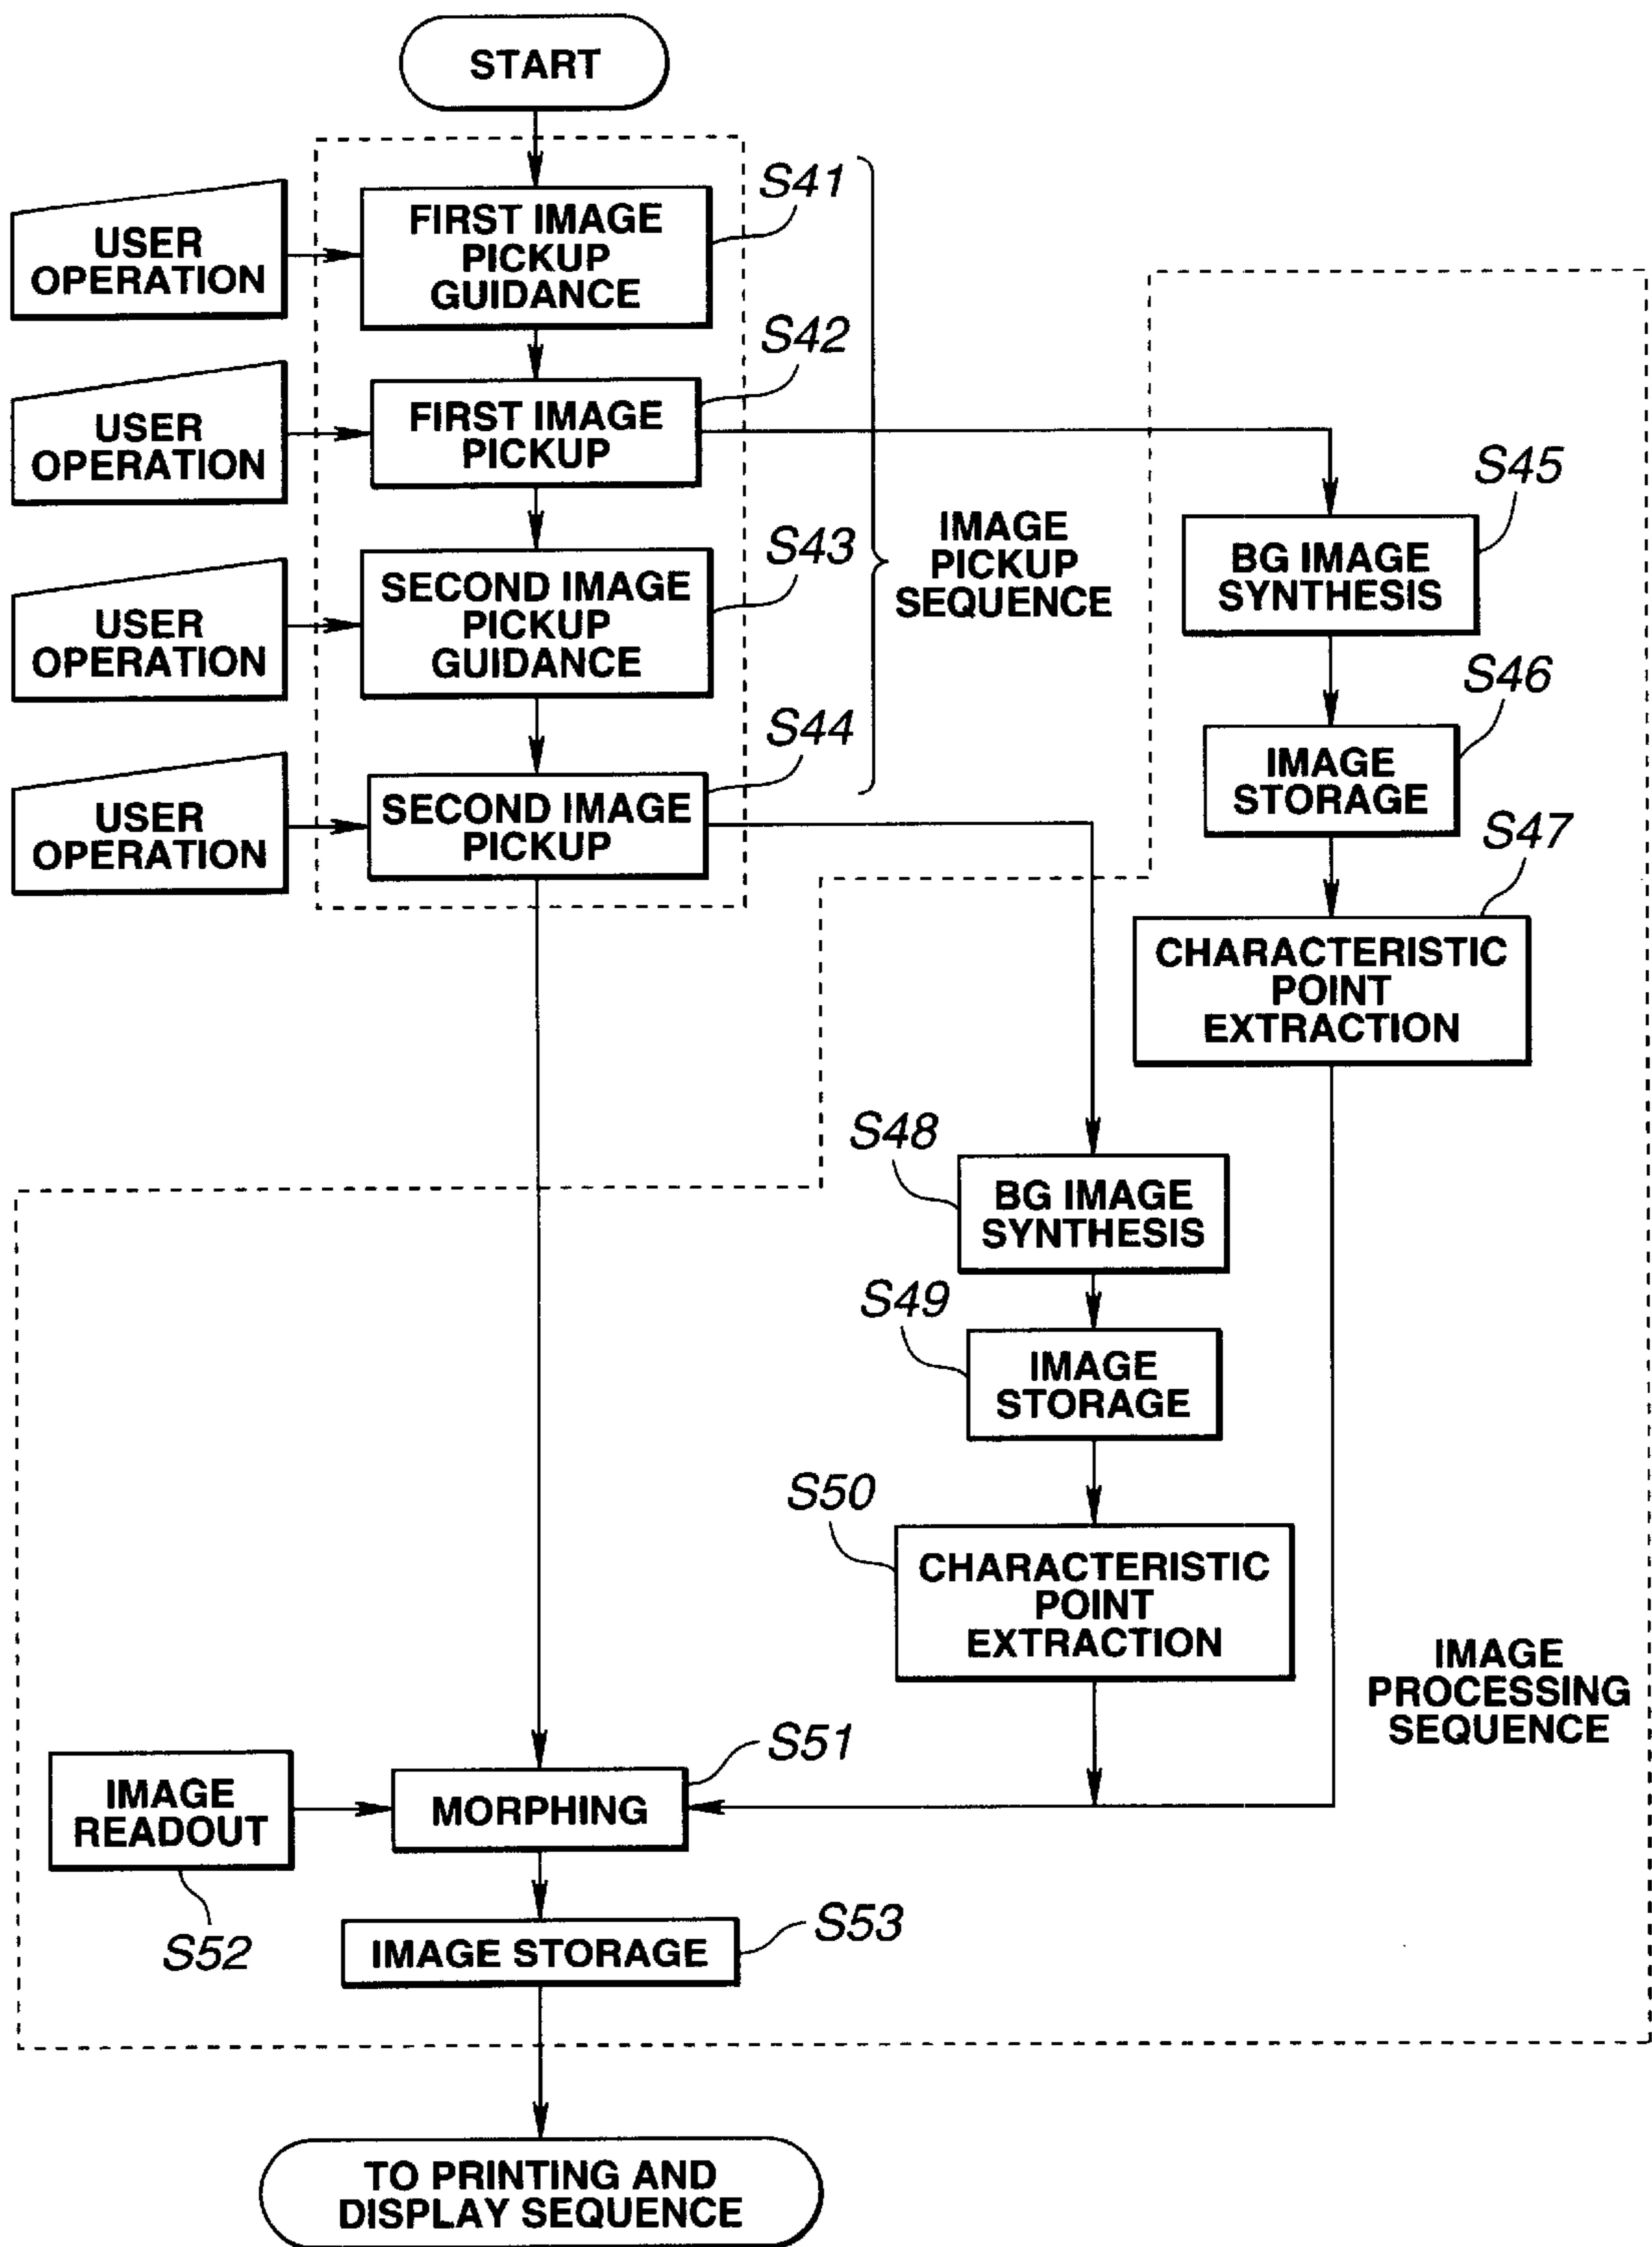 START
S41
USER
OPERATION
FIRST IMAGE
PICKUP
GUIDANCE
S42
USER
OPERATION
FIRST IMAGE
PICKUP
S43
USER
OPERATION
SECOND IMAGE
PICKUP
GUIDANCE
S44
USER
OPERATION
SECOND IMAGE
PICKUP
IMAGE
PICKUP
SEQUENCE
S45
BG IMAGE
SYNTHESIS
S46
IMAGE
STORAGE
S47
CHARACTERISTIC
POINT
EXTRACTION
S48
BG IMAGE
SYNTHESIS
S49
IMAGE
STORAGE
S50
CHARACTERISTIC
POINT
EXTRACTION
IMAGE
PROCESSING
SEQUENCE
S51
IMAGE
READOUT
MORPHING
S52
S53
IMAGE STORAGE
TO PRINTING AND
DISPLAY SEQUENCE